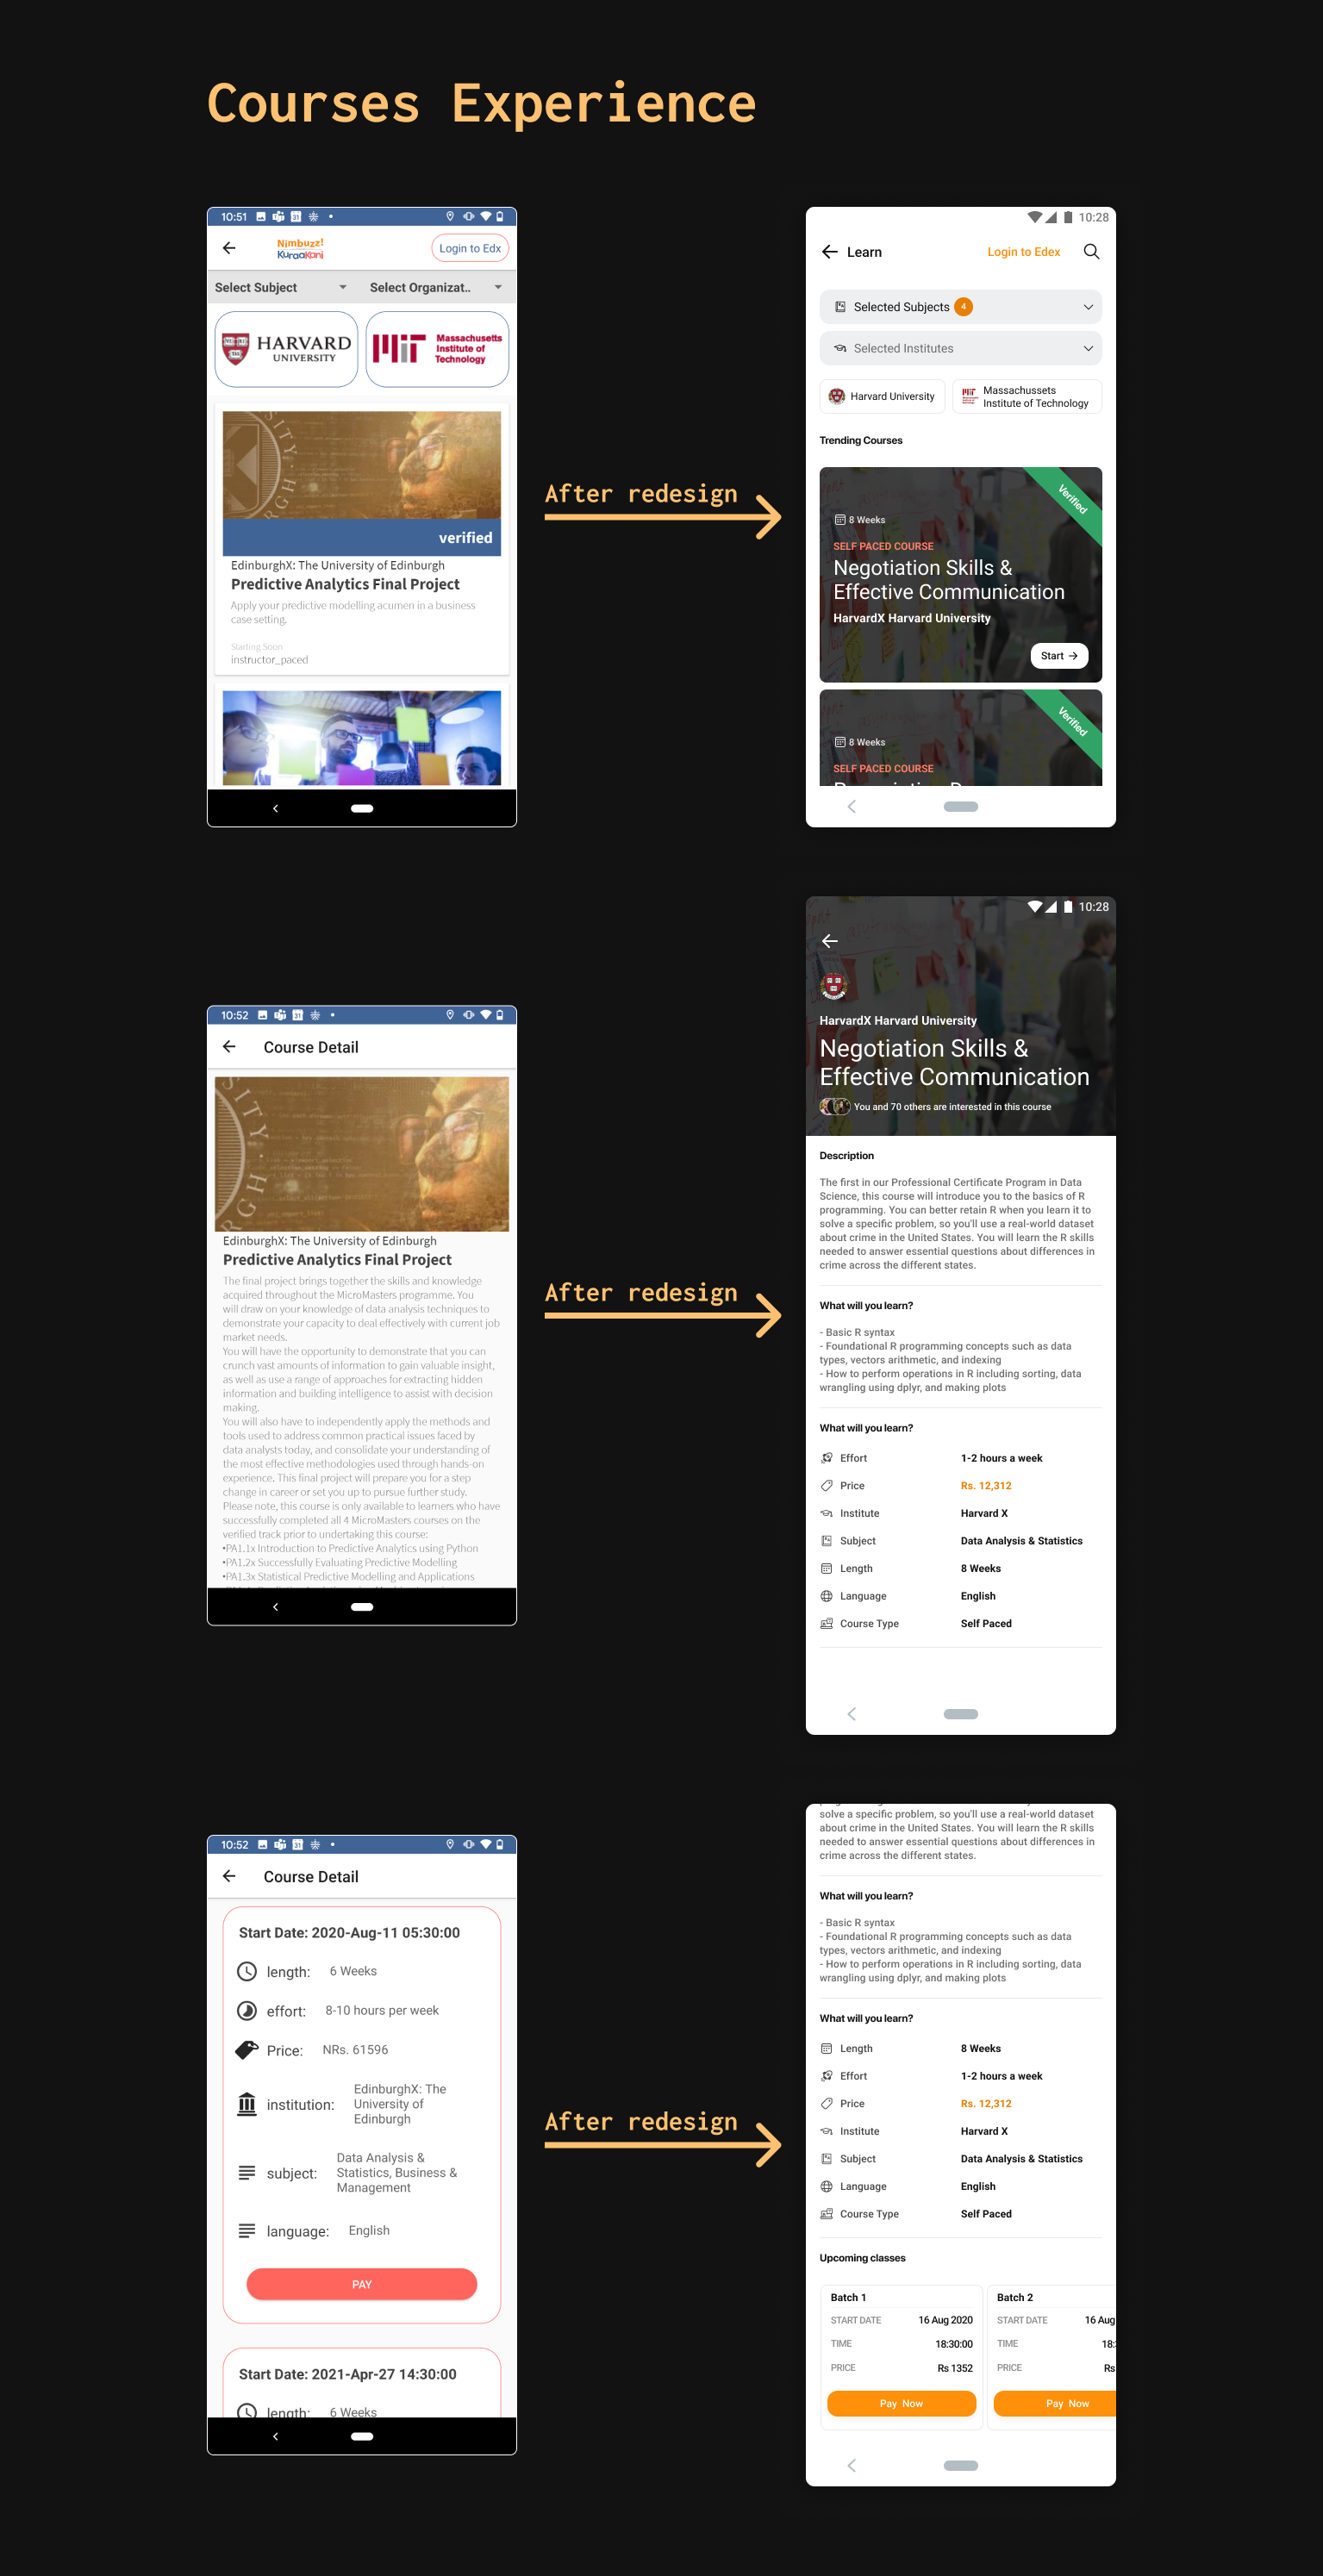 Courses Experience
10:51
31
Nimbuzz!
KuraaKani
Login to Edx
Select Subject
Select Organizat..
HARVARD
UNIVERSITY
MIT
Massachusetts
Institute of
Technology
verified
EdinburghX: The University of Edinburgh
Predictive Analytics Final Project
Apply your predictive modelling acumen in a business
case setting.
Starting Soon
instructor_paced
After redesign
10:28
Learn
Login to Edex
Selected Subjects 4
Selected Institutes
Harvard University
Massachussets
Institute of Technology
Trending Courses
Verified
8 Weeks
SELF PACED COURSE
Negotiation Skills &
Effective Communication
HarvardX Harvard University
Start
Verified
8 Weeks
SELF PACED COURSE
10:52
31
Course Detail
EdinburghX: The University of Edinburgh
Predictive Analytics Final Project
The final project brings together the skills and knowledge
acquired throughout the MicroMasters programme. You
will draw on your knowledge of data analysis techniques to
demonstrate your capacity to deal effectively with current job
market needs.
You will have the opportunity to demonstrate that you can
crunch vast amounts of information to gain valuable insight,
as well as use a range of approaches for extracting hidden
information and building intelligence to assist with decision
making.
You will also have to independently apply the methods and
tools used to address common practical issues faced by
data analysts today, and consolidate your understanding of
the most effective methodologies used through hands-on
experience. This final project will prepare you for a step
change in career or set you up to pursue further study.
Please note, this course is only available to learners who have
successfully completed all 4 MicroMasters courses on the
verified track prior to undertaking this course:
•PA1.1x Introduction to Predictive Analytics using Python
•PA1.2x Successfully Evaluating Predictive Modelling
•PA1.3x Statistical Predictive Modelling and Applications
After redesign
10:28
HarvardX Harvard University
Negotiation Skills &
Effective Communication
You and 70 others are interested in this course
Description
The first in our Professional Certificate Program in Data
Science, this course will introduce you to the basics of R
programming. You can better retain R when you learn it to
solve a specific problem, so you'll use a real-world dataset
about crime in the United States. You will learn the R skills
needed to answer essential questions about differences in
crime across the different states.
What will you learn?
- Basic R syntax
- Foundational R programming concepts such as data
types, vectors arithmetic, and indexing
- How to perform operations in R including sorting, data
wrangling using dplyr, and making plots
What will you learn?
Effort 1-2 hours a week
Price Rs. 12,312
Institute Harvard X
Subject Data Analysis & Statistics
Length 8 Weeks
Language English
Course Type Self Paced
10:52
31
Course Detail
Start Date: 2020-Aug-11 05:30:00
length: 6 Weeks
effort: 8-10 hours per week
Price: NRs. 61596
institution: EdinburghX: The
University of
Edinburgh
subject: Data Analysis &
Statistics, Business &
Management
language: English
PAY
Start Date: 2021-Apr-27 14:30:00
length: 6 Weeks
After redesign
solve a specific problem, so you'll use a real-world dataset
about crime in the United States. You will learn the R skills
needed to answer essential questions about differences in
crime across the different states.
What will you learn?
- Basic R syntax
- Foundational R programming concepts such as data
types, vectors arithmetic, and indexing
- How to perform operations in R including sorting, data
wrangling using dplyr, and making plots
What will you learn?
Length 8 Weeks
Effort 1-2 hours a week
Price Rs. 12,312
Institute Harvard X
Subject Data Analysis & Statistics
Language English
Course Type Self Paced
Upcoming classes
Batch 1
START DATE 16 Aug 2020
TIME 18:30:00
PRICE Rs 1352
Pay Now
Batch 2
START DATE 16 Aug
TIME 18:
PRICE Rs
Pay Now